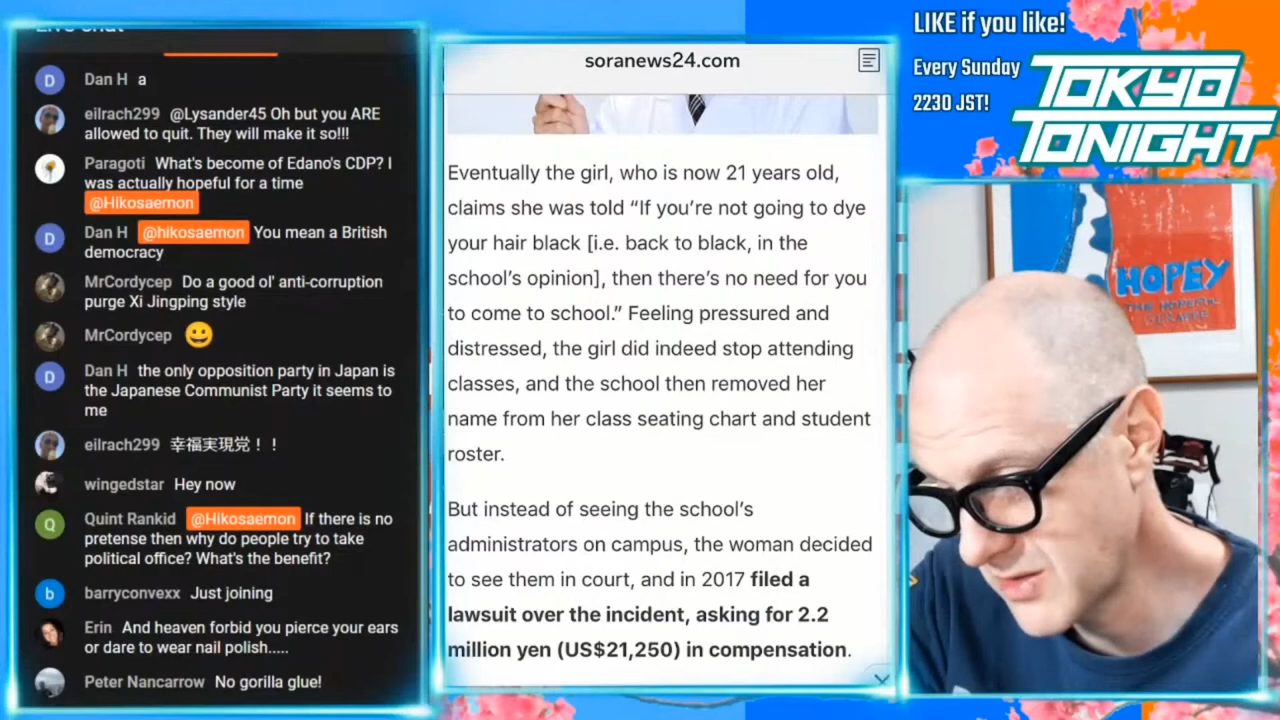 Live chat
Dan H a
eilrach299 @Lysander45 Oh but you ARE
allowed to quit. They will make it so!!!
Paragoti What's become of Edano's CDP? I
was actually hopeful for a time
@Hikosaemon
Dan H @hikosaemon You mean a British
democracy
MrCordycep Do a good ol' anti-corruption
purge Xi Jingping style
MrCordycep 😀
Dan H the only opposition party in Japan is
the Japanese Communist Party it seems to
me
eilrach299 幸福実現党！！
wingedstar Hey now
Quint Rankid @Hikosaemon If there is no
pretense then why do people try to take
political office? What's the benefit?
barryconvexx Just joining
Erin And heaven forbid you pierce your ears
or dare to wear nail polish.....
Peter Nancarrow No gorilla glue!
soranews24.com
Eventually the girl, who is now 21 years old,
claims she was told “If you’re not going to dye
your hair black [i.e. back to black, in the
school’s opinion], then there’s no need for you
to come to school.” Feeling pressured and
distressed, the girl did indeed stop attending
classes, and the school then removed her
name from her class seating chart and student
roster.
But instead of seeing the school’s
administrators on campus, the woman decided
to see them in court, and in 2017 filed a
lawsuit over the incident, asking for 2.2
million yen (US$21,250) in compensation.
LIKE if you like!
Every Sunday
2230 JST!
TOKYO
TONIGHT
HOPEY